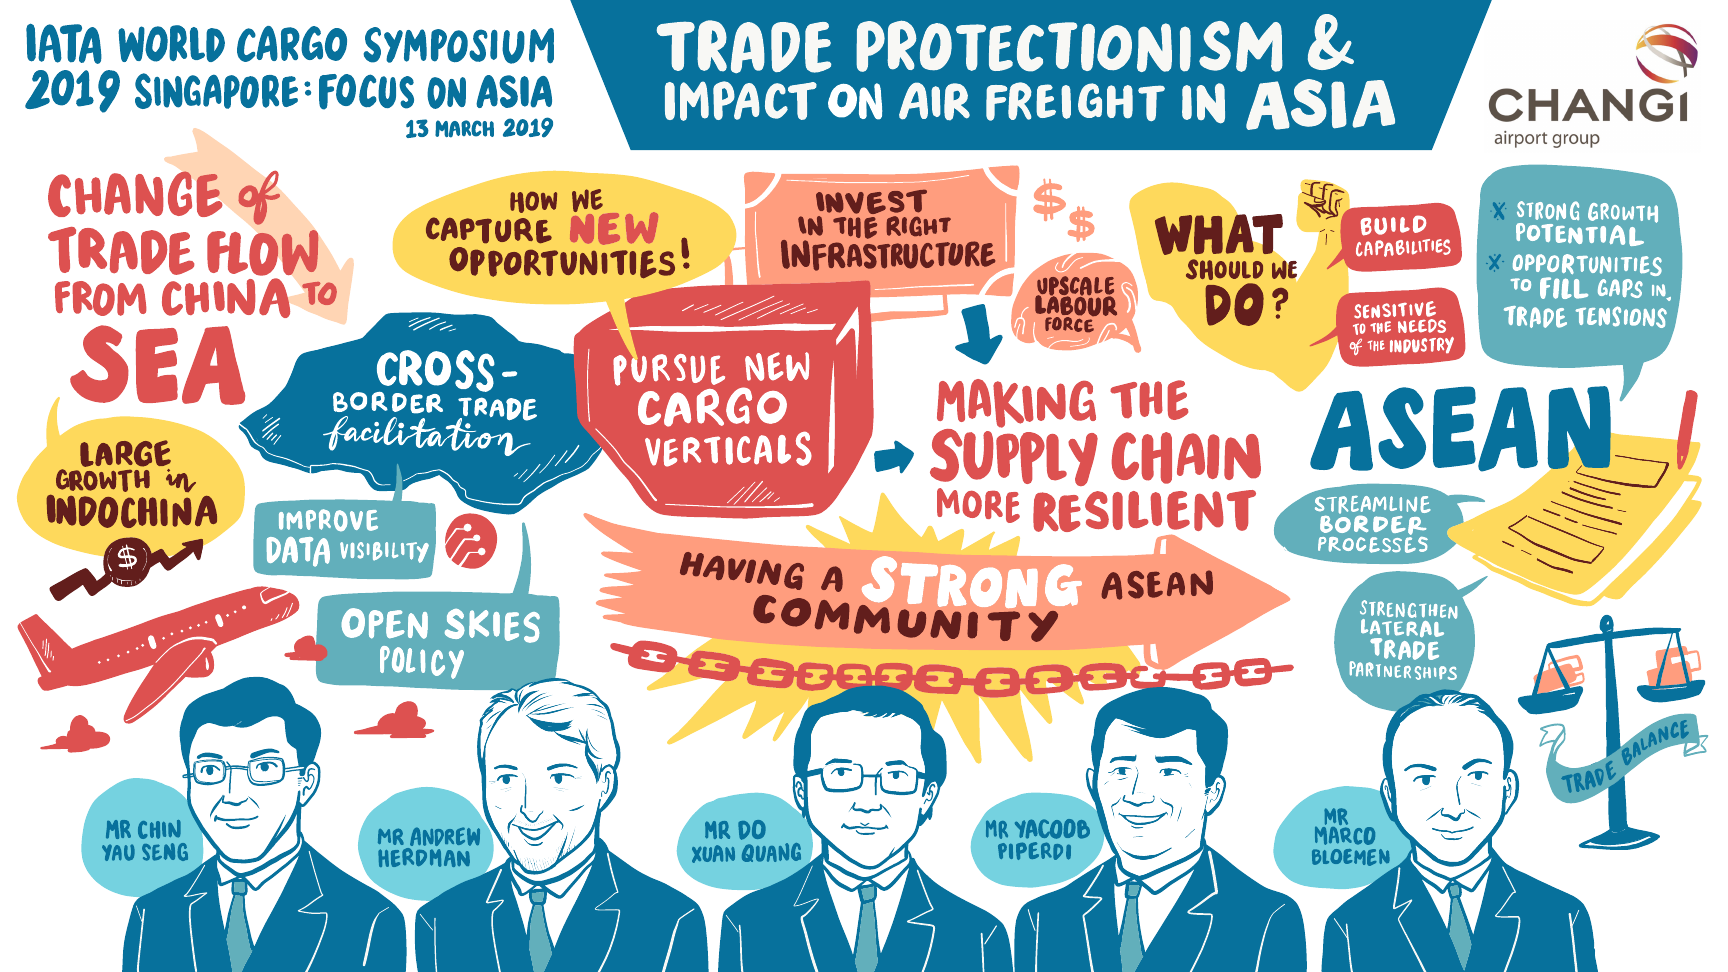 IATA WORLD CARGO SYMPOSIUM
2019 SINGAPORE: FOCUS ON ASIA
13 MARCH 2019
TRADE PROTECTIONISM &
IMPACT ON AIR FREIGHT IN ASIA
CHANGI
airport group
CHANGE of
TRADE FLOW
FROM CHINA TO
SEA
LARGE
GROWTH in
INDOCHINA
$
HOW WE
CAPTURE NEW
OPPORTUNITIES!
CROSS-
BORDER TRADE
facilitation
IMPROVE
DATA VISIBILITY
OPEN SKIES
POLICY
PURSUE NEW
CARGO
VERTICALS
INVEST
IN THE RIGHT
INFRASTRUCTURE
$
$
UPSCALE
LABOUR
FORCE
MAKING THE
SUPPLY CHAIN
MORE RESILIENT
HAVING A STRONG ASEAN
COMMUNITY
WHAT
SHOULD WE
DO?
BUILD
CAPABILITIES
SENSITIVE
TO THE NEEDS
of THE INDUSTRY
STRONG GROWTH
POTENTIAL
OPPORTUNITIES
TO FILL GAPS IN
TRADE TENSIONS
ASEAN
STREAMLINE
BORDER
PROCESSES
STRENGTHEN
LATERAL
TRADE
PARTNERSHIPS
TRADE BALANCE
MR CHIN
YAU SENG
MR ANDREW
HERDMAN
MR DO
XUAN QUANG
MR YACOOB
PIPERDI
MR
MARCO
BLOEMEN